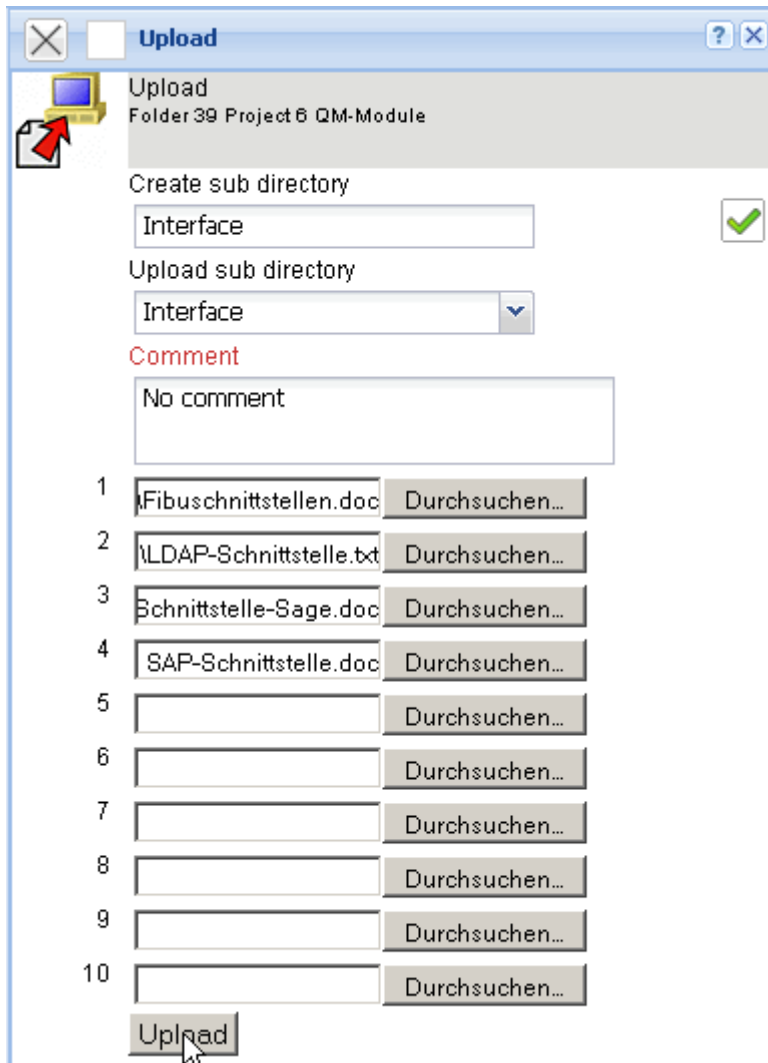 Upload
Upload
Folder 39 Project 6 QM-Module
Create sub directory
Interface
Upload sub directory
Interface
Comment
No comment
1 \Fibuschnittstellen.doc Durchsuchen...
2 \LDAP-Schnittstelle.txt Durchsuchen...
3 Schnittstelle-Sage.doc Durchsuchen...
4 SAP-Schnittstelle.doc Durchsuchen...
5 Durchsuchen...
6 Durchsuchen...
7 Durchsuchen...
8 Durchsuchen...
9 Durchsuchen...
10 Durchsuchen...
Upload